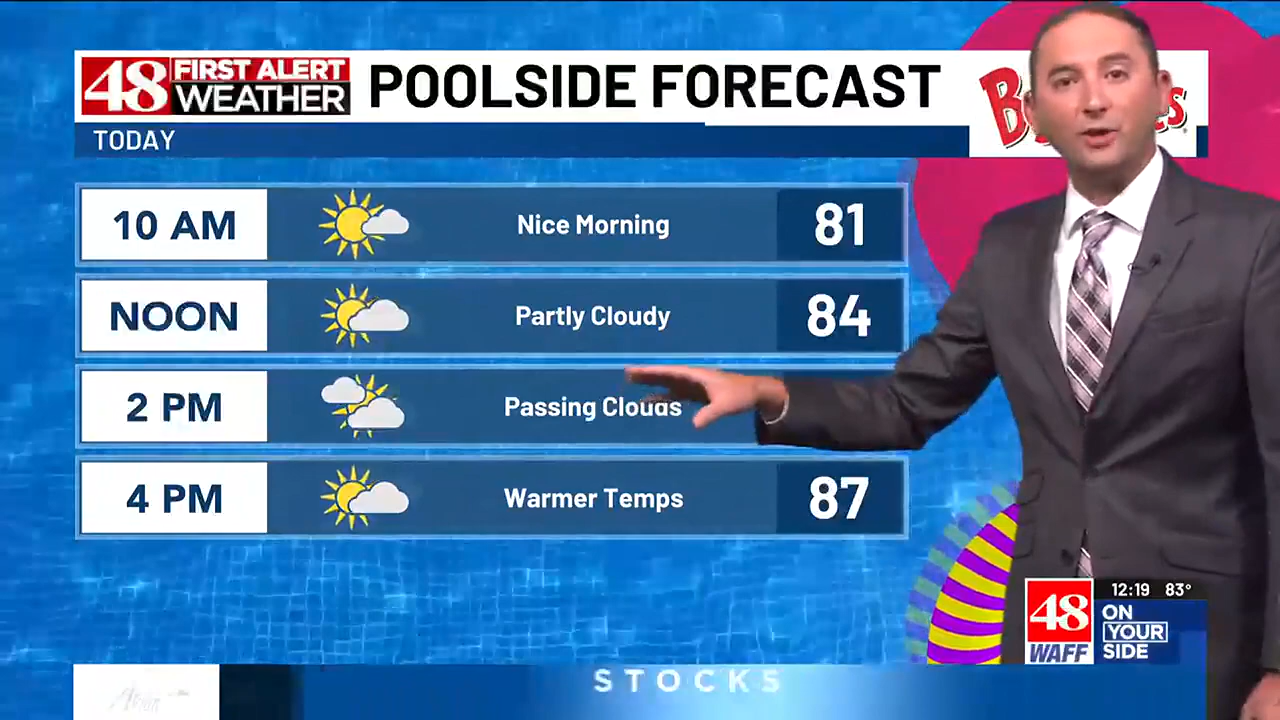 48 FIRST ALERT
WEATHER
POOLSIDE FORECAST
TODAY
10 AM Nice Morning 81
NOON Partly Cloudy 84
2 PM Passing Clouds
4 PM Warmer Temps 87
48
WAFF
12:19 83°
ON
YOUR
SIDE
STOCKS